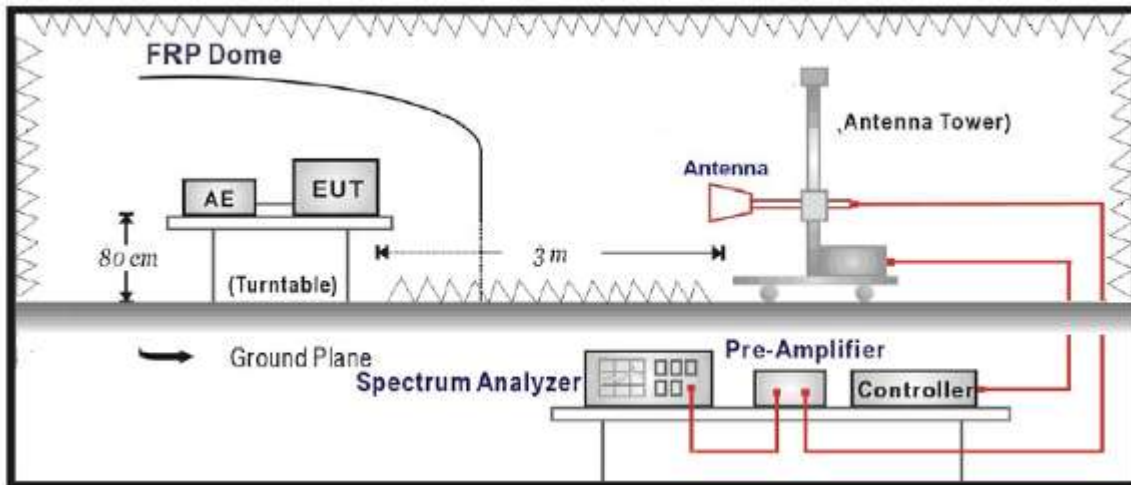 FRP Dome
,Antenna Tower)
Antenna
AE
EUT
80 cm
3 m
(Turntable)
Ground Plane
Pre-Amplifier
Spectrum Analyzer
Controller